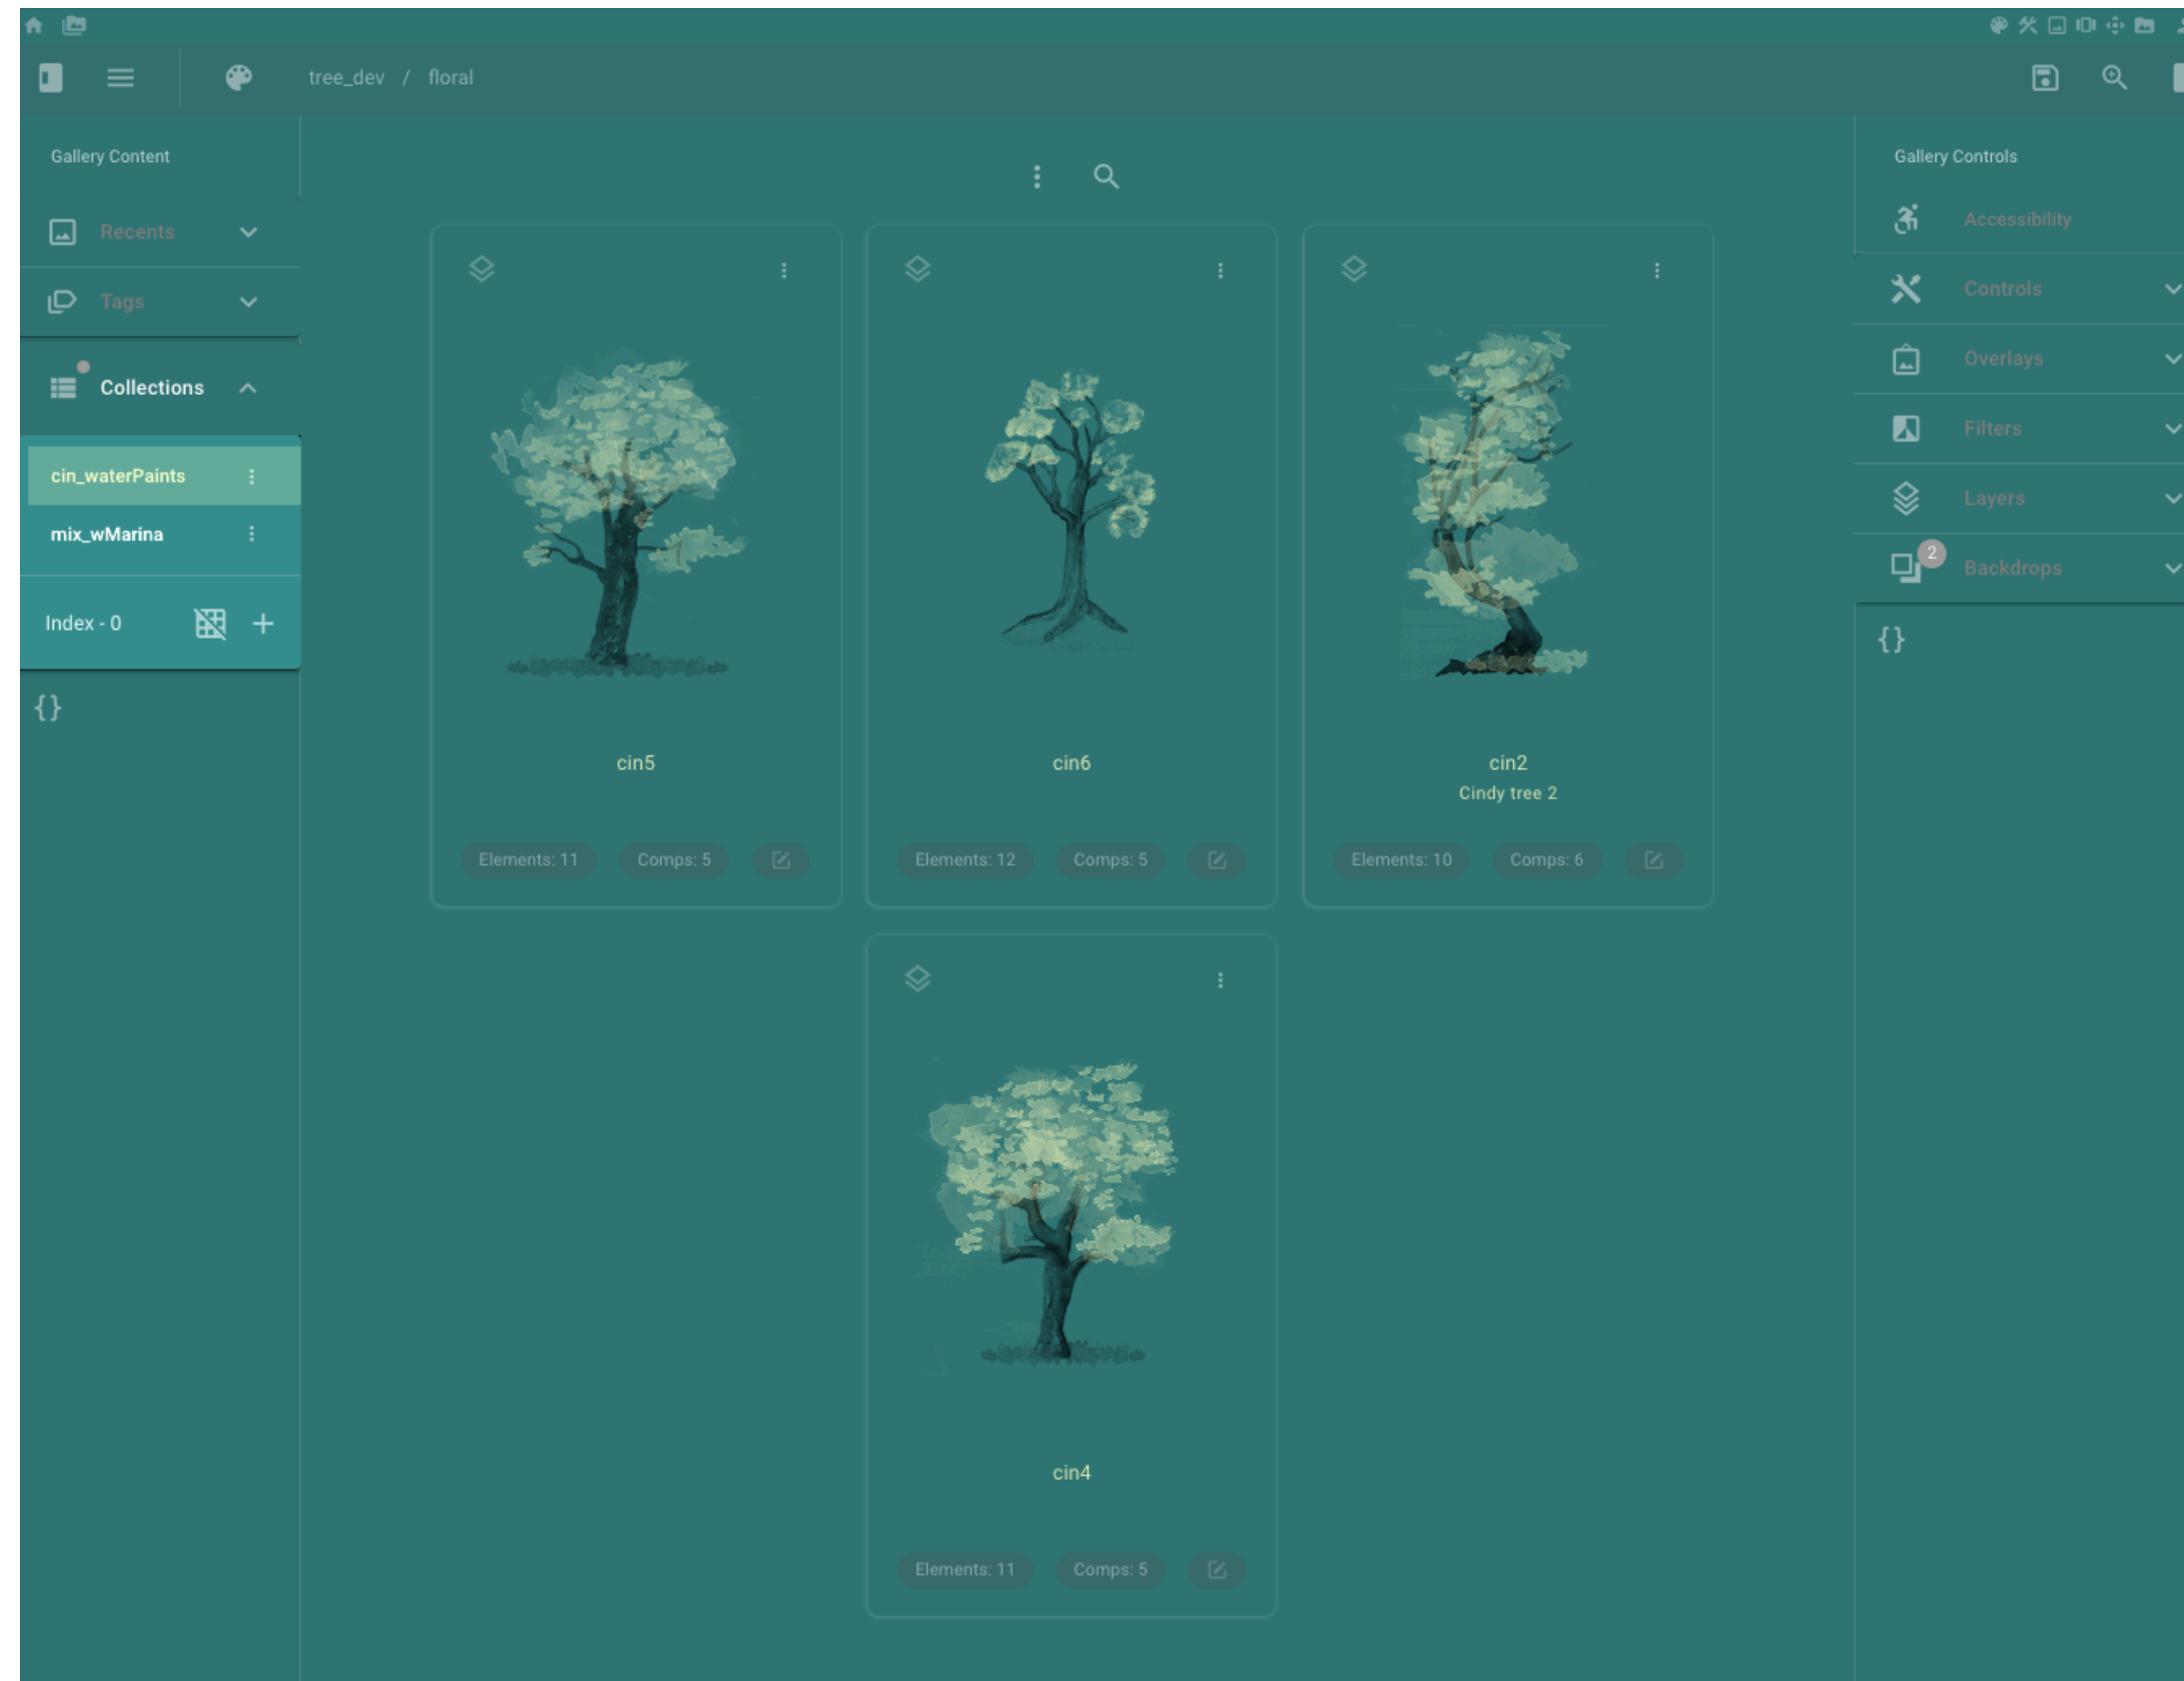 tree_dev / floral
Gallery Content
Recents
Tags
Collections
cin_waterPaints
mix_wMarina
Index - 0
{}
cin5
Elements: 11 Comps: 5
cin6
Elements: 12 Comps: 5
cin2
Cindy tree 2
Elements: 10 Comps: 6
cin4
Elements: 11 Comps: 5
Gallery Controls
Accessibility
Controls
Overlays
Filters
Layers
2
Backdrops
{}